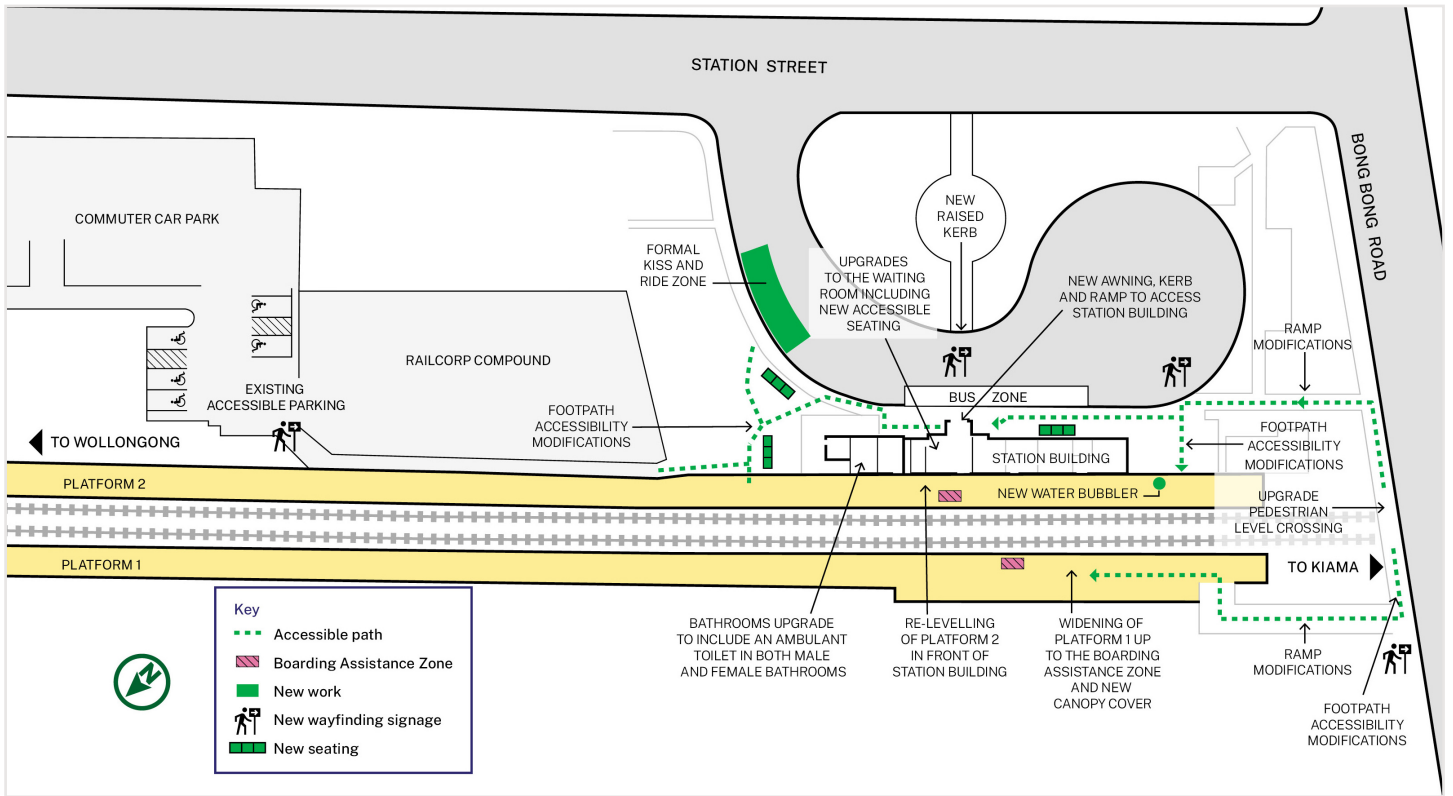 STATION STREET
BONG BONG ROAD
COMMUTER CAR PARK
NEW
RAISED
KERB
FORMAL
KISS AND
RIDE ZONE
UPGRADES
TO THE WAITING
ROOM INCLUDING
NEW ACCESSIBLE
SEATING
NEW AWNING, KERB
AND RAMP TO ACCESS
STATION BUILDING
RAMP
MODIFICATIONS
RAILCORP COMPOUND
EXISTING
ACCESSIBLE PARKING
BUS ZONE
FOOTPATH
ACCESSIBILITY
MODIFICATIONS
FOOTPATH
ACCESSIBILITY
MODIFICATIONS
TO WOLLONGONG
STATION BUILDING
PLATFORM 2
NEW WATER BUBBLER
UPGRADE
PEDESTRIAN
LEVEL CROSSING
PLATFORM 1
TO KIAMA
Key
Accessible path
Boarding Assistance Zone
New work
New wayfinding signage
New seating
N
BATHROOMS UPGRADE
TO INCLUDE AN AMBULANT
TOILET IN BOTH MALE
AND FEMALE BATHROOMS
RE-LEVELLING
OF PLATFORM 2
IN FRONT OF
STATION BUILDING
WIDENING OF
PLATFORM 1 UP
TO THE BOARDING
ASSISTANCE ZONE
AND NEW
CANOPY COVER
RAMP
MODIFICATIONS
FOOTPATH
ACCESSIBILITY
MODIFICATIONS